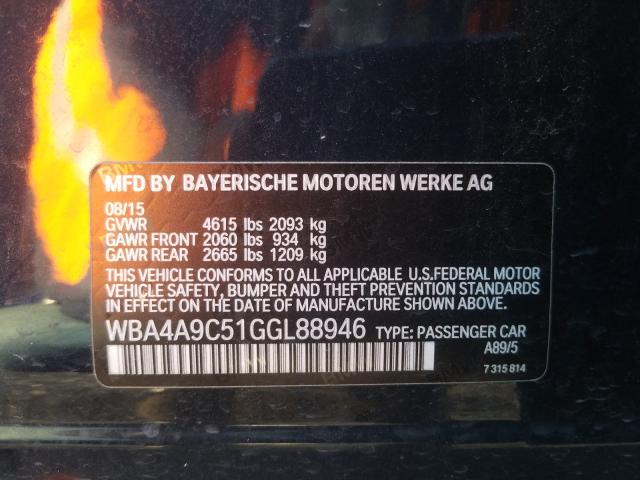 MFD BY BAYERISCHE MOTOREN WERKE AG
08/15
GVWR 4615 lbs 2093 kg
GAWR FRONT 2060 lbs 934 kg
GAWR REAR 2665 lbs 1209 kg
THIS VEHICLE CONFORMS TO ALL APPLICABLE U.S.FEDERAL MOTOR
VEHICLE SAFETY, BUMPER AND THEFT PREVENTION STANDARDS
IN EFFECT ON THE DATE OF MANUFACTURE SHOWN ABOVE.
WBA4A9C51GGL88946 TYPE: PASSENGER CAR
A89/5
7 315 814